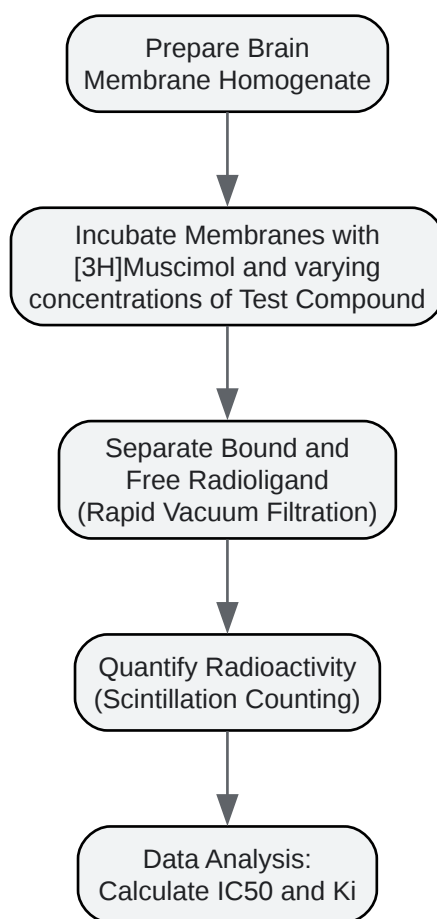 Prepare Brain
Membrane Homogenate
Incubate Membranes with
[3H]Muscimol and varying
concentrations of Test Compound
Separate Bound and
Free Radioligand
(Rapid Vacuum Filtration)
Quantify Radioactivity
(Scintillation Counting)
Data Analysis:
Calculate IC50 and Ki